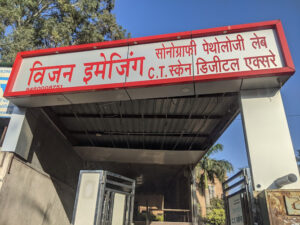 विजन इमेजिंग
सोनोग्राफी पेथोलॉजी लेब
C.T. स्केन डिजीटल एक्सरे